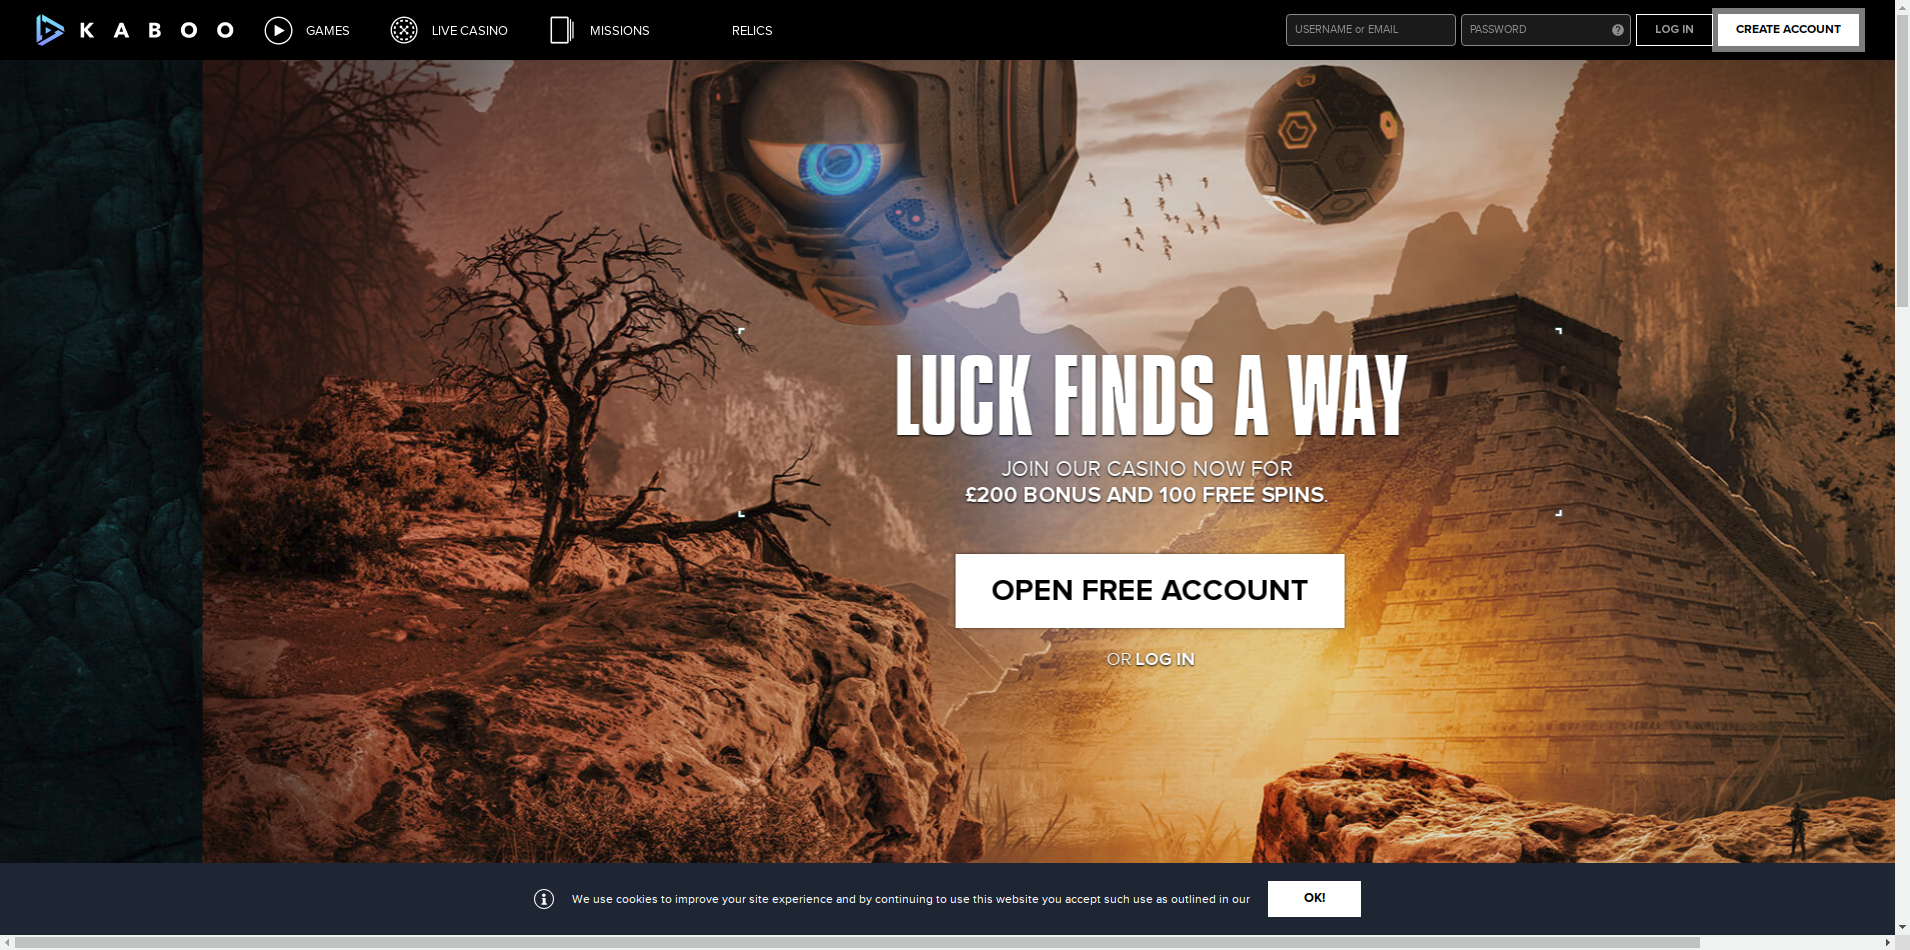 KABOO
GAMES
LIVE CASINO
MISSIONS
RELICS
USERNAME or EMAIL
PASSWORD
?
LOG IN
CREATE ACCOUNT
LUCK FINDS A WAY
JOIN OUR CASINO NOW FOR
£200 BONUS AND 100 FREE SPINS.
OPEN FREE ACCOUNT
OR LOG IN
We use cookies to improve your site experience and by continuing to use this website you accept such use as outlined in our
OK!